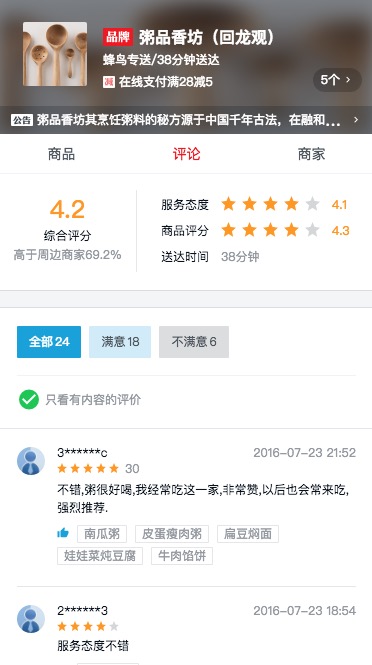 品牌 粥品香坊（回龙观）
蜂鸟专送/38分钟送达
减 在线支付满28减5
5个 >
公告 粥品香坊其烹饪粥料的秘方源于中国千年古法，在融和... >
商品 评论 商家
4.2
综合评分
高于周边商家69.2%
服务态度 4.1
商品评分 4.3
送达时间 38分钟
全部 24 满意 18 不满意 6
只看有内容的评价
3******c 2016-07-23 21:52
30
不错,粥很好喝,我经常吃这一家,非常赞,以后也会常来吃,
强烈推荐.
南瓜粥 皮蛋瘦肉粥 扁豆焖面
娃娃菜炖豆腐 牛肉馅饼
2******3 2016-07-23 18:54
服务态度不错